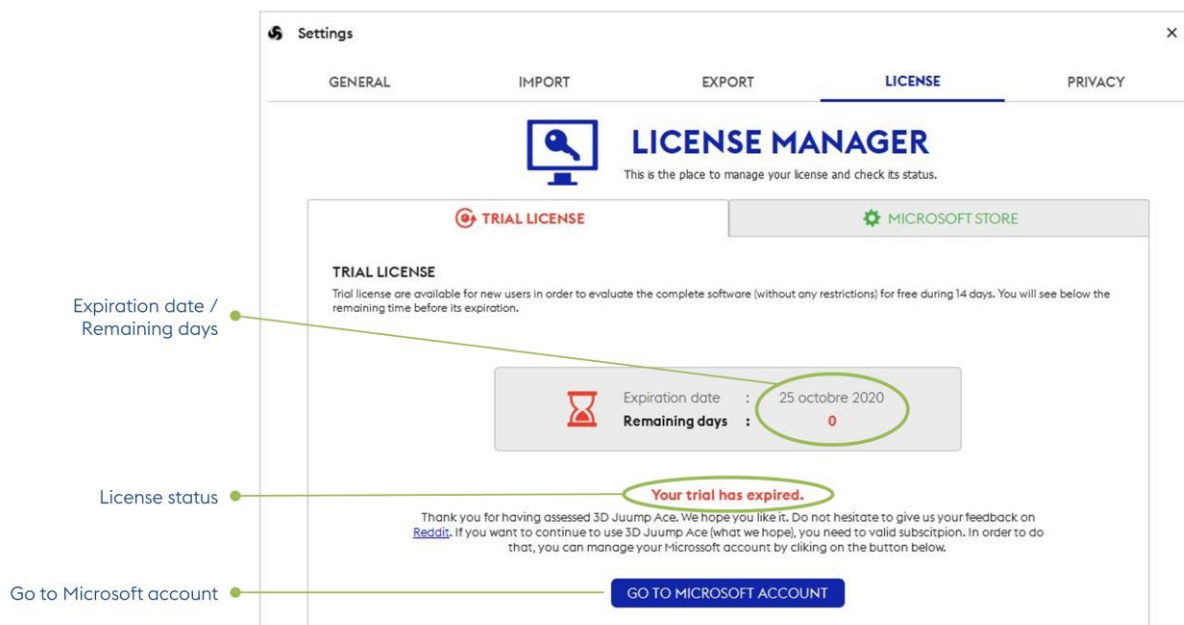 Settings
×
GENERAL
IMPORT
EXPORT
LICENSE
PRIVACY
LICENSE MANAGER
This is the place to manage your license and check its status.
TRIAL LICENSE
MICROSOFT STORE
TRIAL LICENSE
Trial license are available for new users in order to evaluate the complete software (without any restrictions) for free during 14 days. You will see below the
remaining time before its expiration.
Expiration date /
Remaining days
Expiration date : 25 octobre 2020
Remaining days : 0
License status
Your trial has expired.
Thank you for having assessed 3D Juump Ace. We hope you like it. Do not hesitate to give us your feedback on
Reddit. If you want to continue to use 3D Juump Ace (what we hope), you need to valid subscitpion. In order to do
that, you can manage your Microssoft account by cliking on the button below.
Go to Microsoft account
GO TO MICROSOFT ACCOUNT